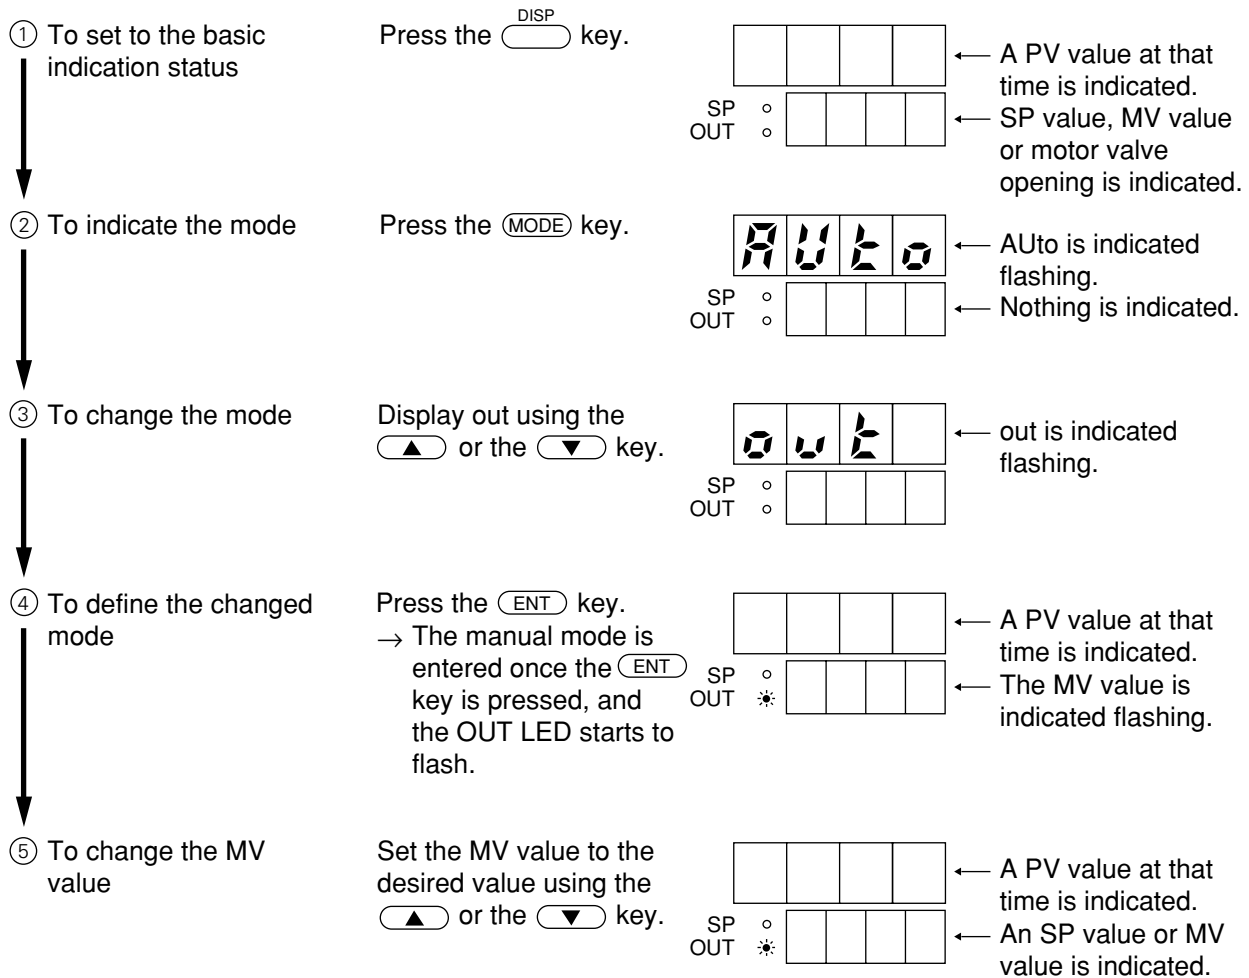 ① To set to the basic
indication status
Press the DISP key.
SP
OUT
← A PV value at that
time is indicated.
← SP value, MV value
or motor valve
opening is indicated.
② To indicate the mode
Press the MODE key.
AUto
SP
OUT
← AUto is indicated
flashing.
← Nothing is indicated.
③ To change the mode
Display out using the
▲ or the ▼ key.
out
SP
OUT
← out is indicated
flashing.
④ To define the changed
mode
Press the ENT key.
→ The manual mode is
entered once the ENT
key is pressed, and
the OUT LED starts to
flash.
SP
OUT
← A PV value at that
time is indicated.
← The MV value is
indicated flashing.
⑤ To change the MV
value
Set the MV value to the
desired value using the
▲ or the ▼ key.
SP
OUT
← A PV value at that
time is indicated.
← An SP value or MV
value is indicated.